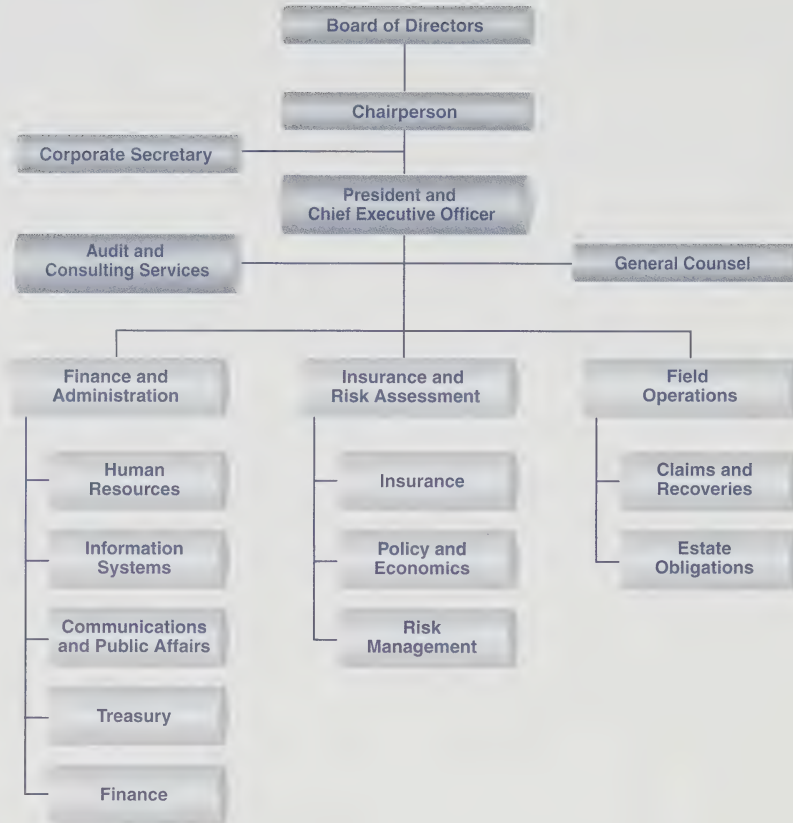 Board of Directors
Chairperson
Corporate Secretary
President and
Chief Executive Officer
Audit and
Consulting Services
General Counsel
Finance and
Administration
Human
Resources
Information
Systems
Communications
and Public Affairs
Treasury
Finance
Insurance and
Risk Assessment
Insurance
Policy and
Economics
Risk
Management
Field
Operations
Claims and
Recoveries
Estate
Obligations